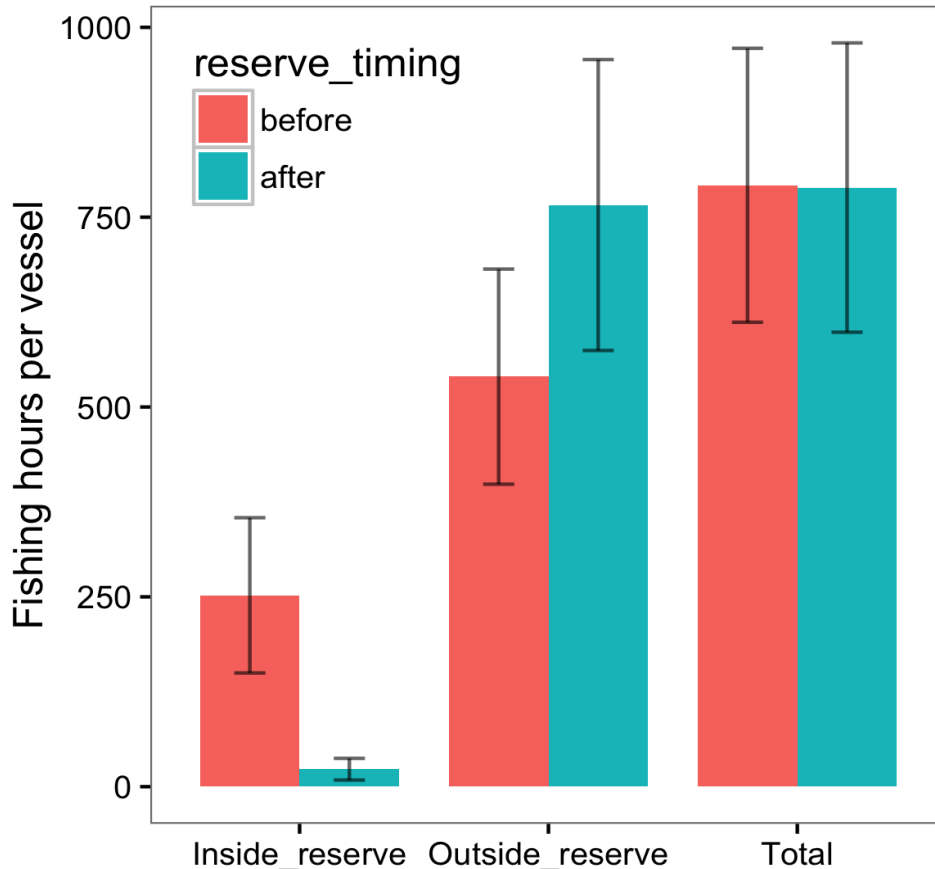 1000
750
500
250
0
Fishing hours per vessel
reserve_timing
before
after
Inside_reserve Outside_reserve Total